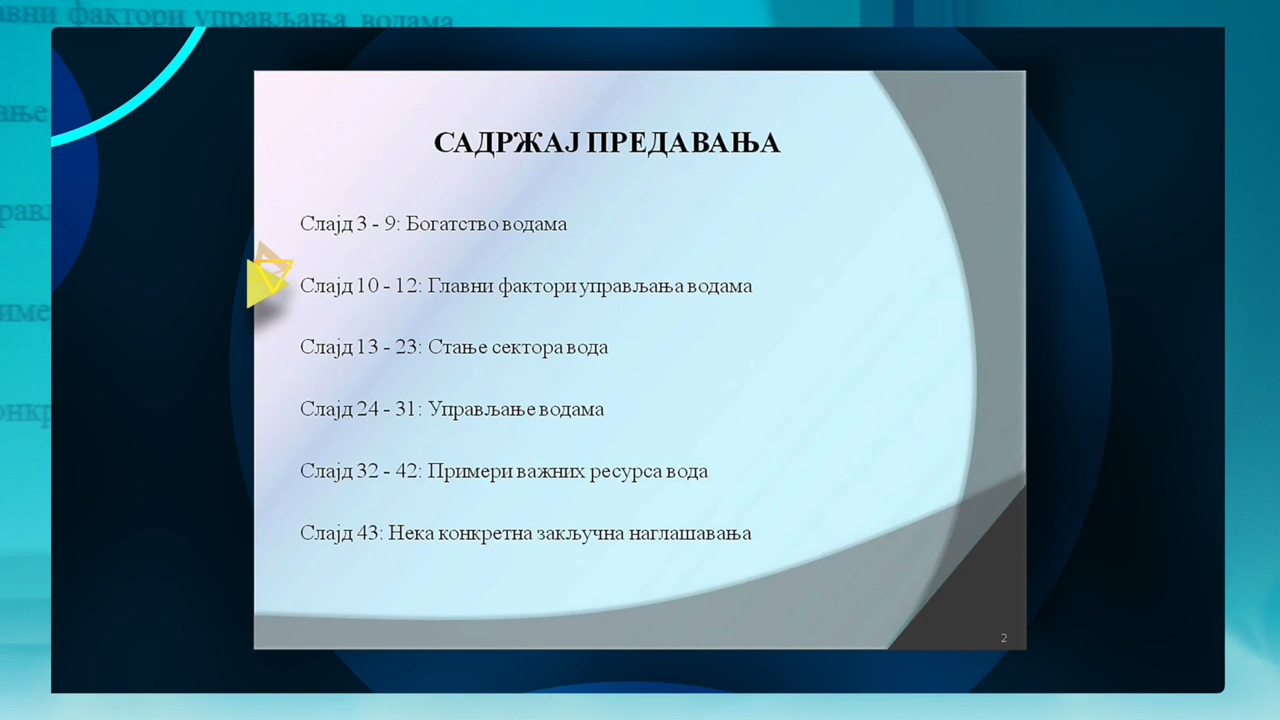 САДРЖАЈ ПРЕДАВАЊА
Слајд 3 - 9: Богатство водама
Слајд 10 - 12: Главни фактори управљања водама
Слајд 13 - 23: Стање сектора вода
Слајд 24 - 31: Управљање водама
Слајд 32 - 42: Примери важних ресурса вода
Слајд 43: Нека конкретна закључна наглашавања
2